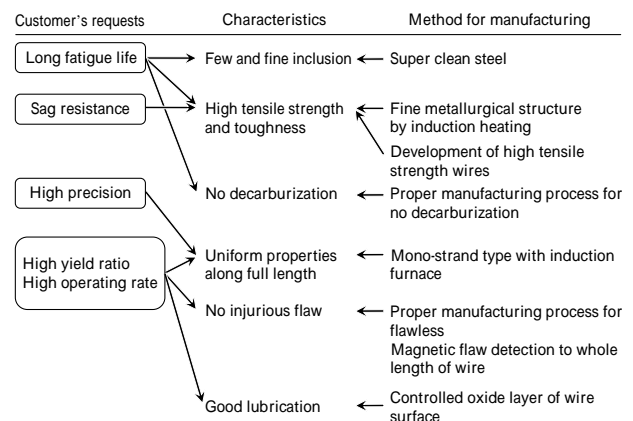 Customer's requests
Characteristics
Method for manufacturing
Long fatigue life
Few and fine inclusion
Super clean steel
Sag resistance
High tensile strength
and toughness
Fine metallurgical structure
by induction heating
Development of high tensile
strength wires
High precision
No decarburization
Proper manufacturing process for
no decarburization
High yield ratio
High operating rate
Uniform properties
along full length
Mono-strand type with induction
furnace
No injurious flaw
Proper manufacturing process for
flawless
Magnetic flaw detection to whole
length of wire
Good lubrication
Controlled oxide layer of wire
surface